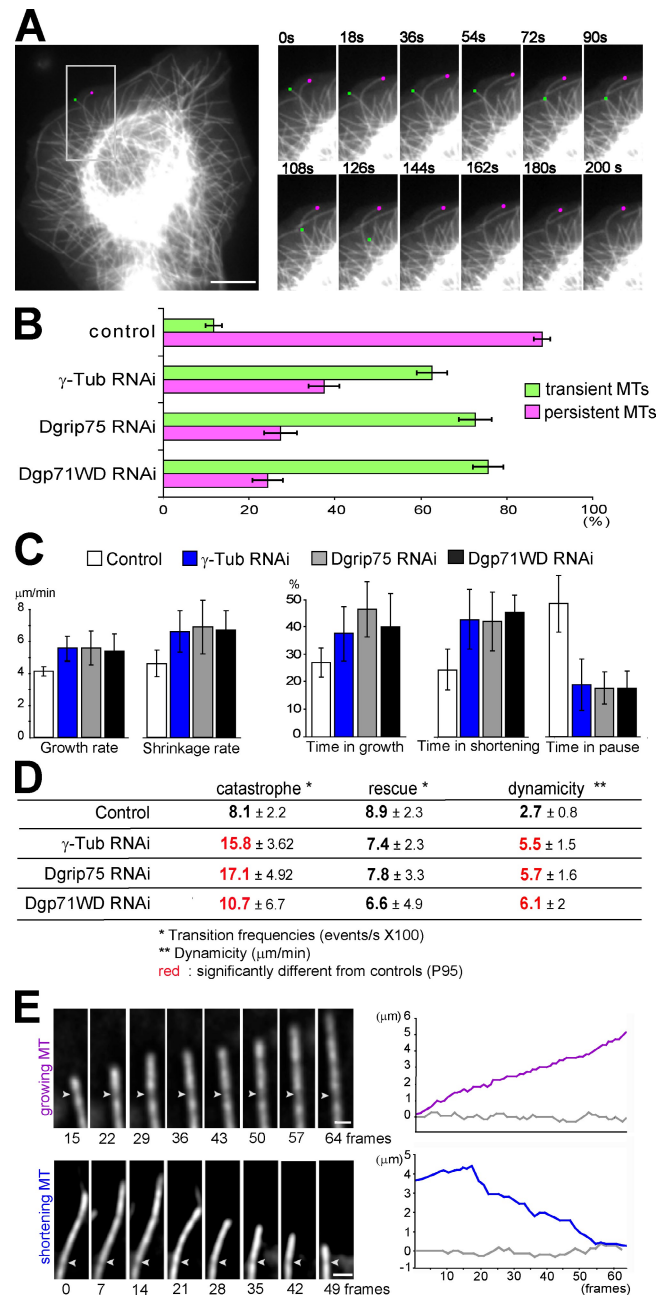 A
0s 18s 36s 54s 72s 90s
108s 126s 144s 162s 180s 200 s
B
control
γ-Tub RNAi
Dgrip75 RNAi
Dgp71WD RNAi
transient MTs
persistent MTs
0 20 40 60 80 100
(%)
C
Control γ-Tub RNAi Dgrip75 RNAi Dgp71WD RNAi
μm/min
8
6
4
2
0
Growth rate Shrinkage rate
%
50
40
30
20
10
0
Time in growth Time in shortening Time in pause
D
catastrophe * rescue * dynamicity **
Control 8.1 ± 2.2 8.9 ± 2.3 2.7 ± 0.8
γ-Tub RNAi 15.8 ± 3.62 7.4 ± 2.3 5.5 ± 1.5
Dgrip75 RNAi 17.1 ± 4.92 7.8 ± 3.3 5.7 ± 1.6
Dgp71WD RNAi 10.7 ± 6.7 6.6 ± 4.9 6.1 ± 2
* Transition frequencies (events/s X100)
** Dynamicity (μm/min)
red : significantly different from controls (P95)
E
growing MT
15 22 29 36 43 50 57 64 frames
(μm) 6
5
4
3
2
1
0
shortening MT
0 7 14 21 28 35 42 49 frames
(μm)
5
4
3
2
1
0
-1
10 20 30 40 50 60
(frames)